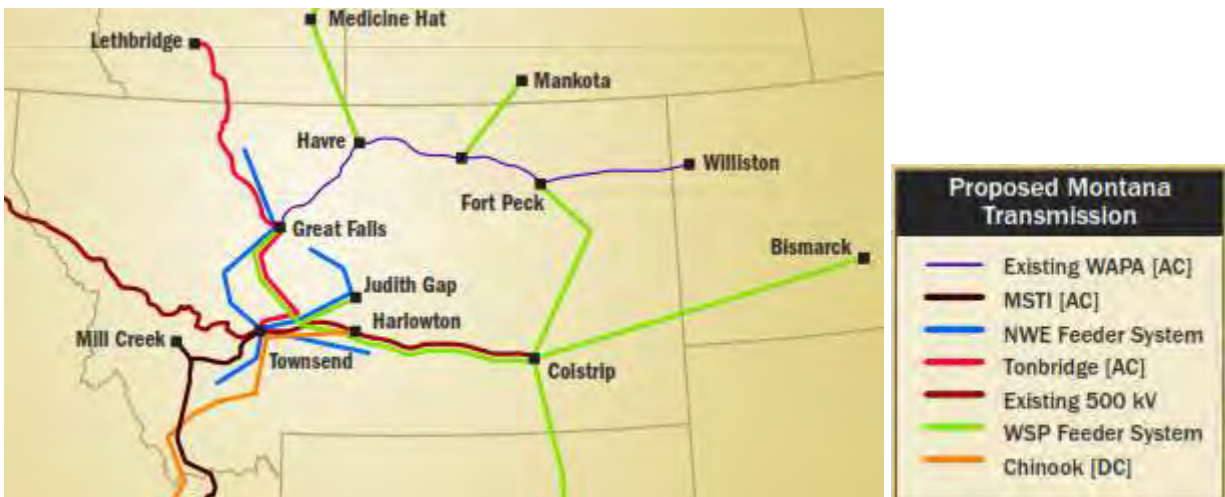 Medicine Hat
Lethbridge
Mankota
Havre
Williston
Fort Peck
Great Falls
Bismarck
Judith Gap
Harlowton
Mill Creek
Townsend
Colstrip
Proposed Montana
Transmission
Existing WAPA [AC]
MSTI [AC]
NWE Feeder System
Tonbridge [AC]
Existing 500 kV
WSP Feeder System
Chinook [DC]